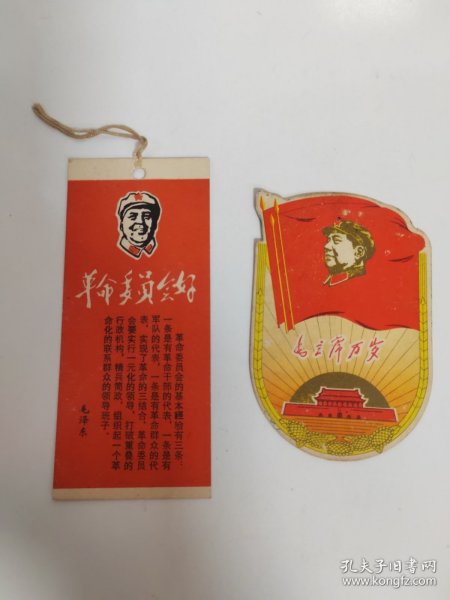 革命委员会好
革命委员会的基本经验有三条：
一条是有革命干部的代表，一条是有
军队的代表，一条是有革命群众的代
表，实现了革命的三结合。革命委员
会要实行一元化的领导，打破重叠的
行政机构，精兵简政，组织起一个革
命化的联系群众的领导班子。
毛泽东
毛主席万岁
孔夫子旧书网
www.kongfz.com